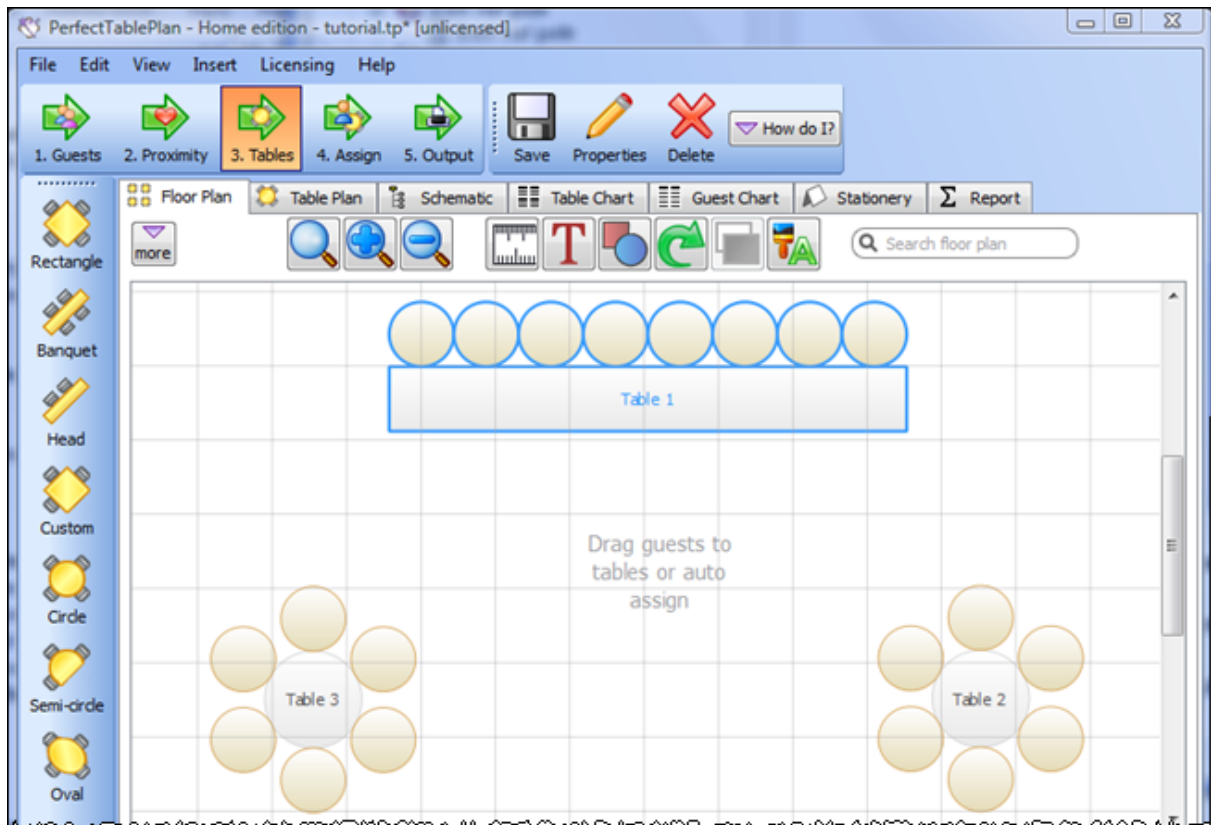 PerfectTablePlan - Home edition - tutorial.tp* [unlicensed]
File Edit View Insert Licensing Help
1. Guests 2. Proximity 3. Tables 4. Assign 5. Output Save Properties Delete How do I?
Floor Plan Table Plan Schematic Table Chart Guest Chart Stationery Σ Report
more T A Search floor plan
Rectangle
Banquet
Head
Custom
Circle
Semi-circle
Oval
Table 1
Drag guests to
tables or auto
assign
Table 3 Table 2